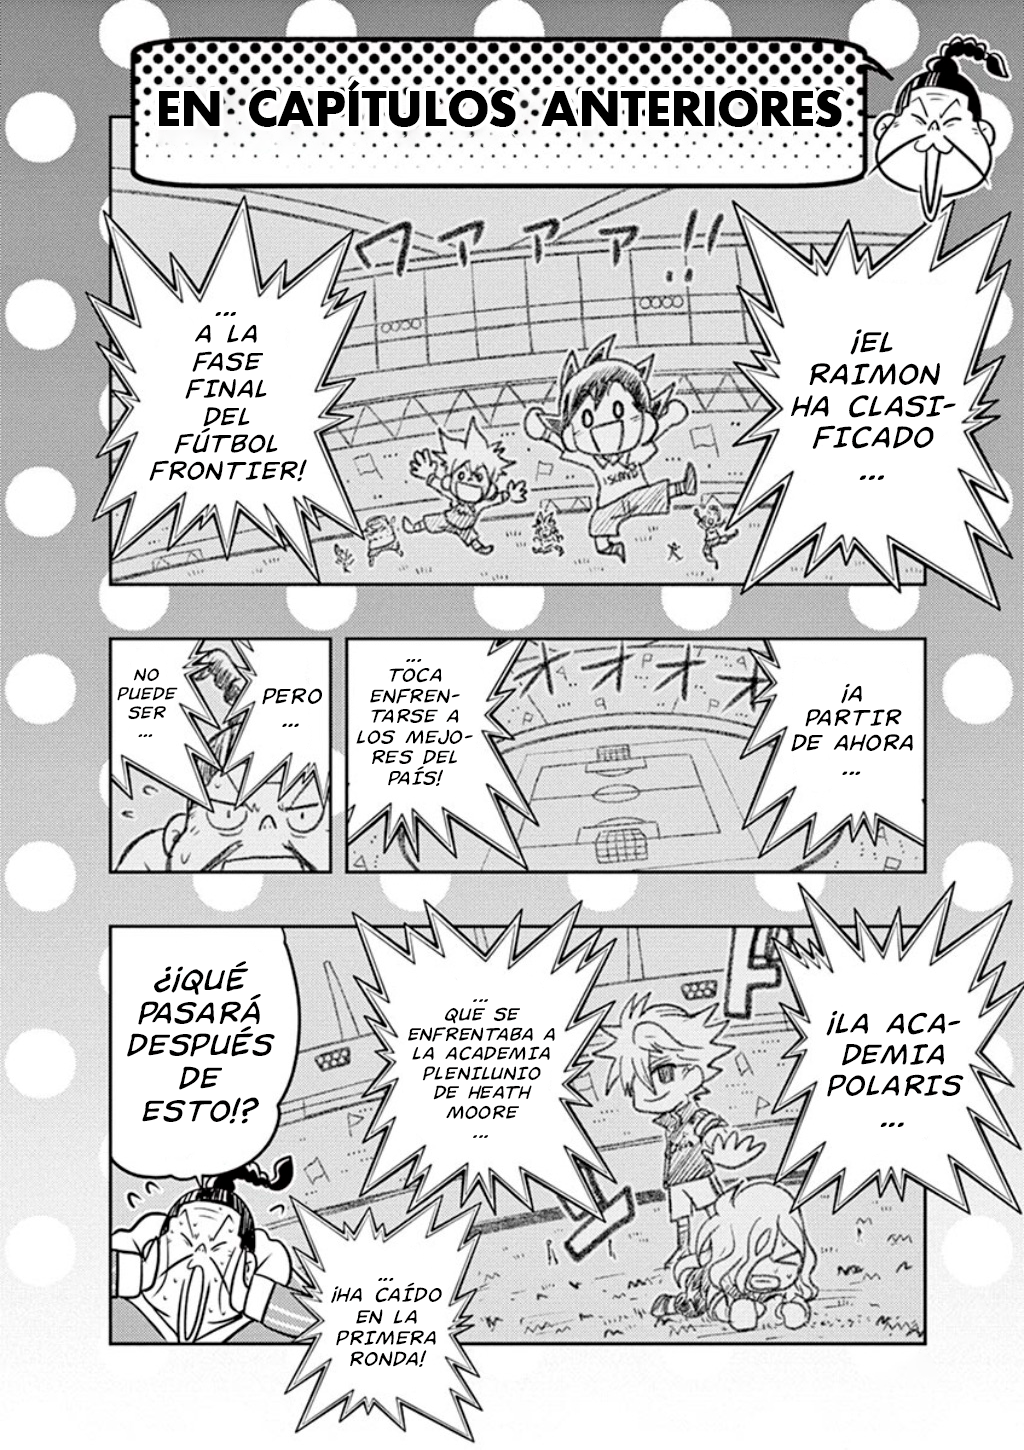 EN CAPÍTULOS ANTERIORES
ワァァァ!!
¡EL
RAIMON
HA CLASI-
FICADO
...
...
A LA
FASE
FINAL
DEL
FÚTBOL
FRONTIER!
¡A
PARTIR
DE AHORA
...
オオオオ
...
TOCA
ENFREN-
TARSE A
LOS MEJO-
RES DEL
PAÍS!
PERO
...
NO
PUEDE
SER
...
¡LA ACA-
DEMIA
POLARIS
...
...
QUE SE
ENFRENTABA A
LA ACADEMIA
PLENILUNIO
DE HEATH
MOORE
...
...
¡HA CAÍDO
EN LA
PRIMERA
RONDA!
¿¡QUÉ
PASARÁ
DESPUÉS
DE
ESTO!?